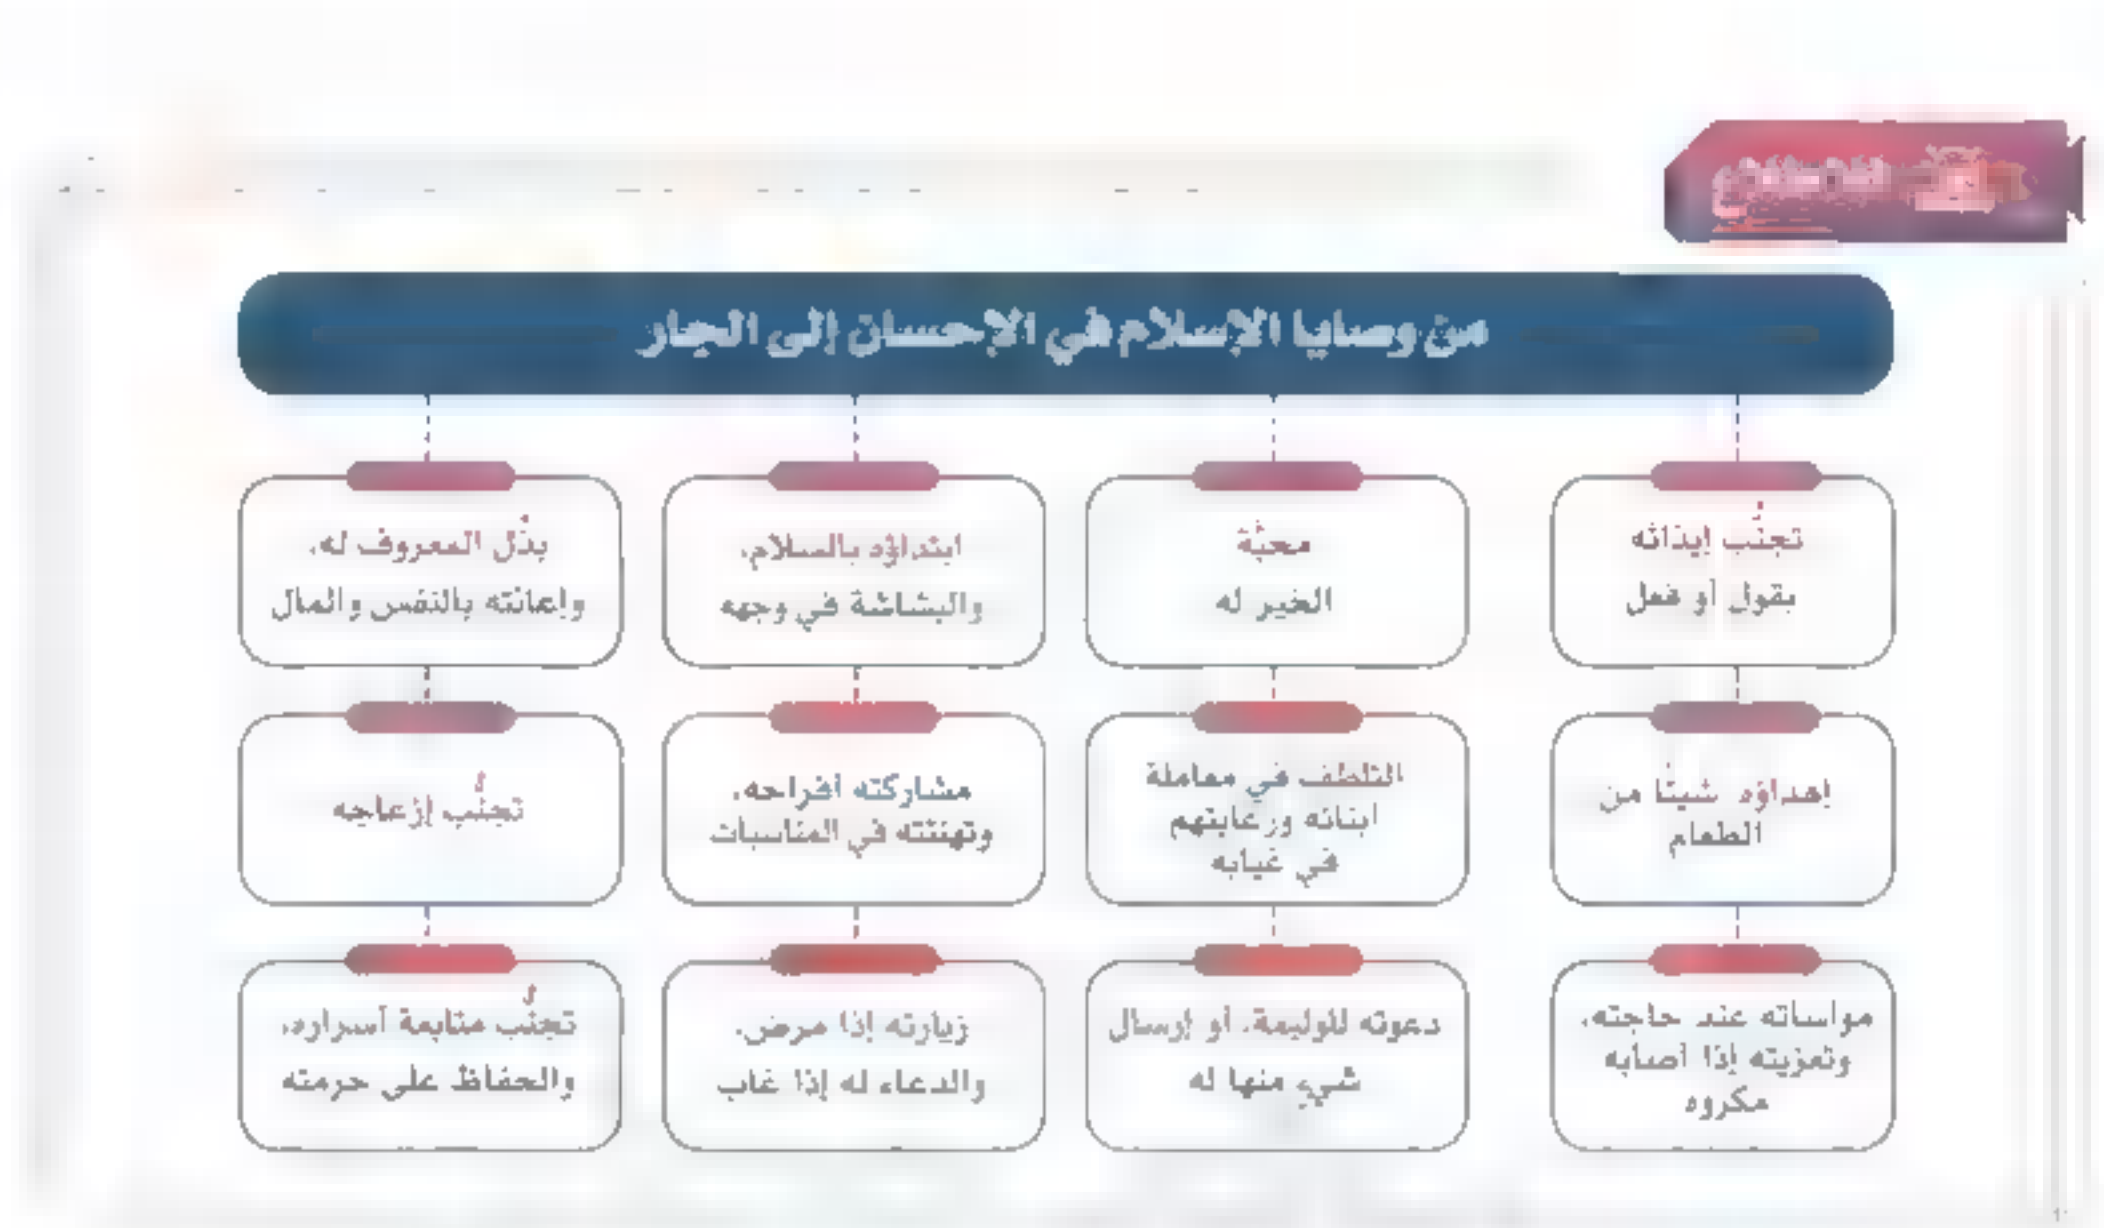 من وصايا الإسلام في الإحسان إلى الجار
تجنُّب إيذائه
بقول أو فعل
محبَّة
الخير له
ابتداؤه بالسلام،
والبشاشة في وجهه
بذْل المعروف له،
وإعانته بالنفس والمال
إهداؤه شيئًا من
الطعام
التلطف في معاملة
أبنائه ورعايتهم
في غيابه
مشاركته أفراحه،
وتهنئته في المناسبات
تجنُّب إزعاجه
مواساته عند حاجته،
وتعزيته إذا أصابه
مكروه
دعوته للوليمة، أو إرسال
شيءٍ منها له
زيارته إذا مرض،
والدعاء له إذا غاب
تجنُّب متابعة أسراره،
والحفاظ على حرمته